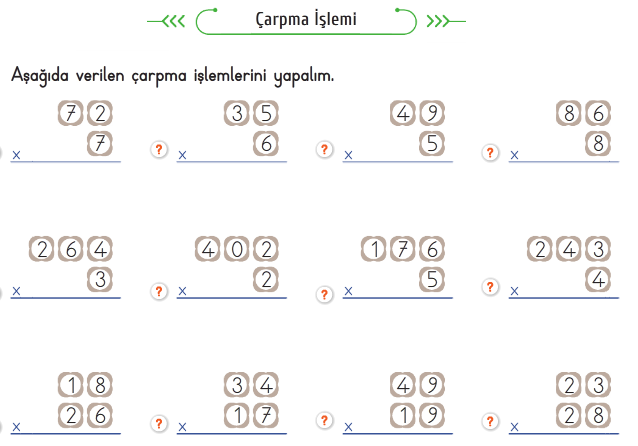 Çarpma İşlemi
Aşağıda verilen çarpma işlemlerini yapalım.
72 35 49 86
x 7 ? x 6 ? x 5 ? x 8
264 402 176 243
x 3 ? x 2 ? x 5 ? x 4
18 34 49 23
x 26 ? x 17 ? x 19 ? x 28